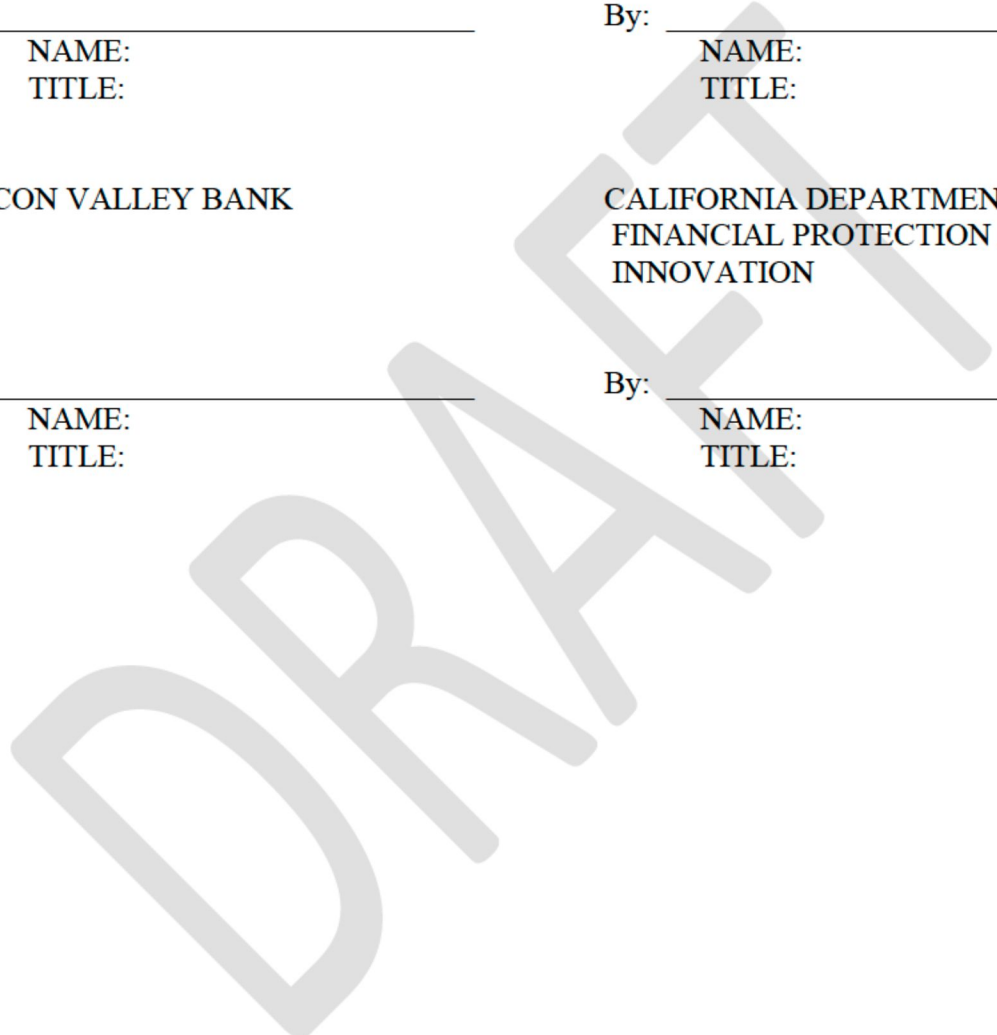 By:
NAME: NAME:
TITLE: TITLE:
CON VALLEY BANK CALIFORNIA DEPARTMEN
FINANCIAL PROTECTION
INNOVATION
By:
NAME: NAME:
TITLE: TITLE:
DRAFT